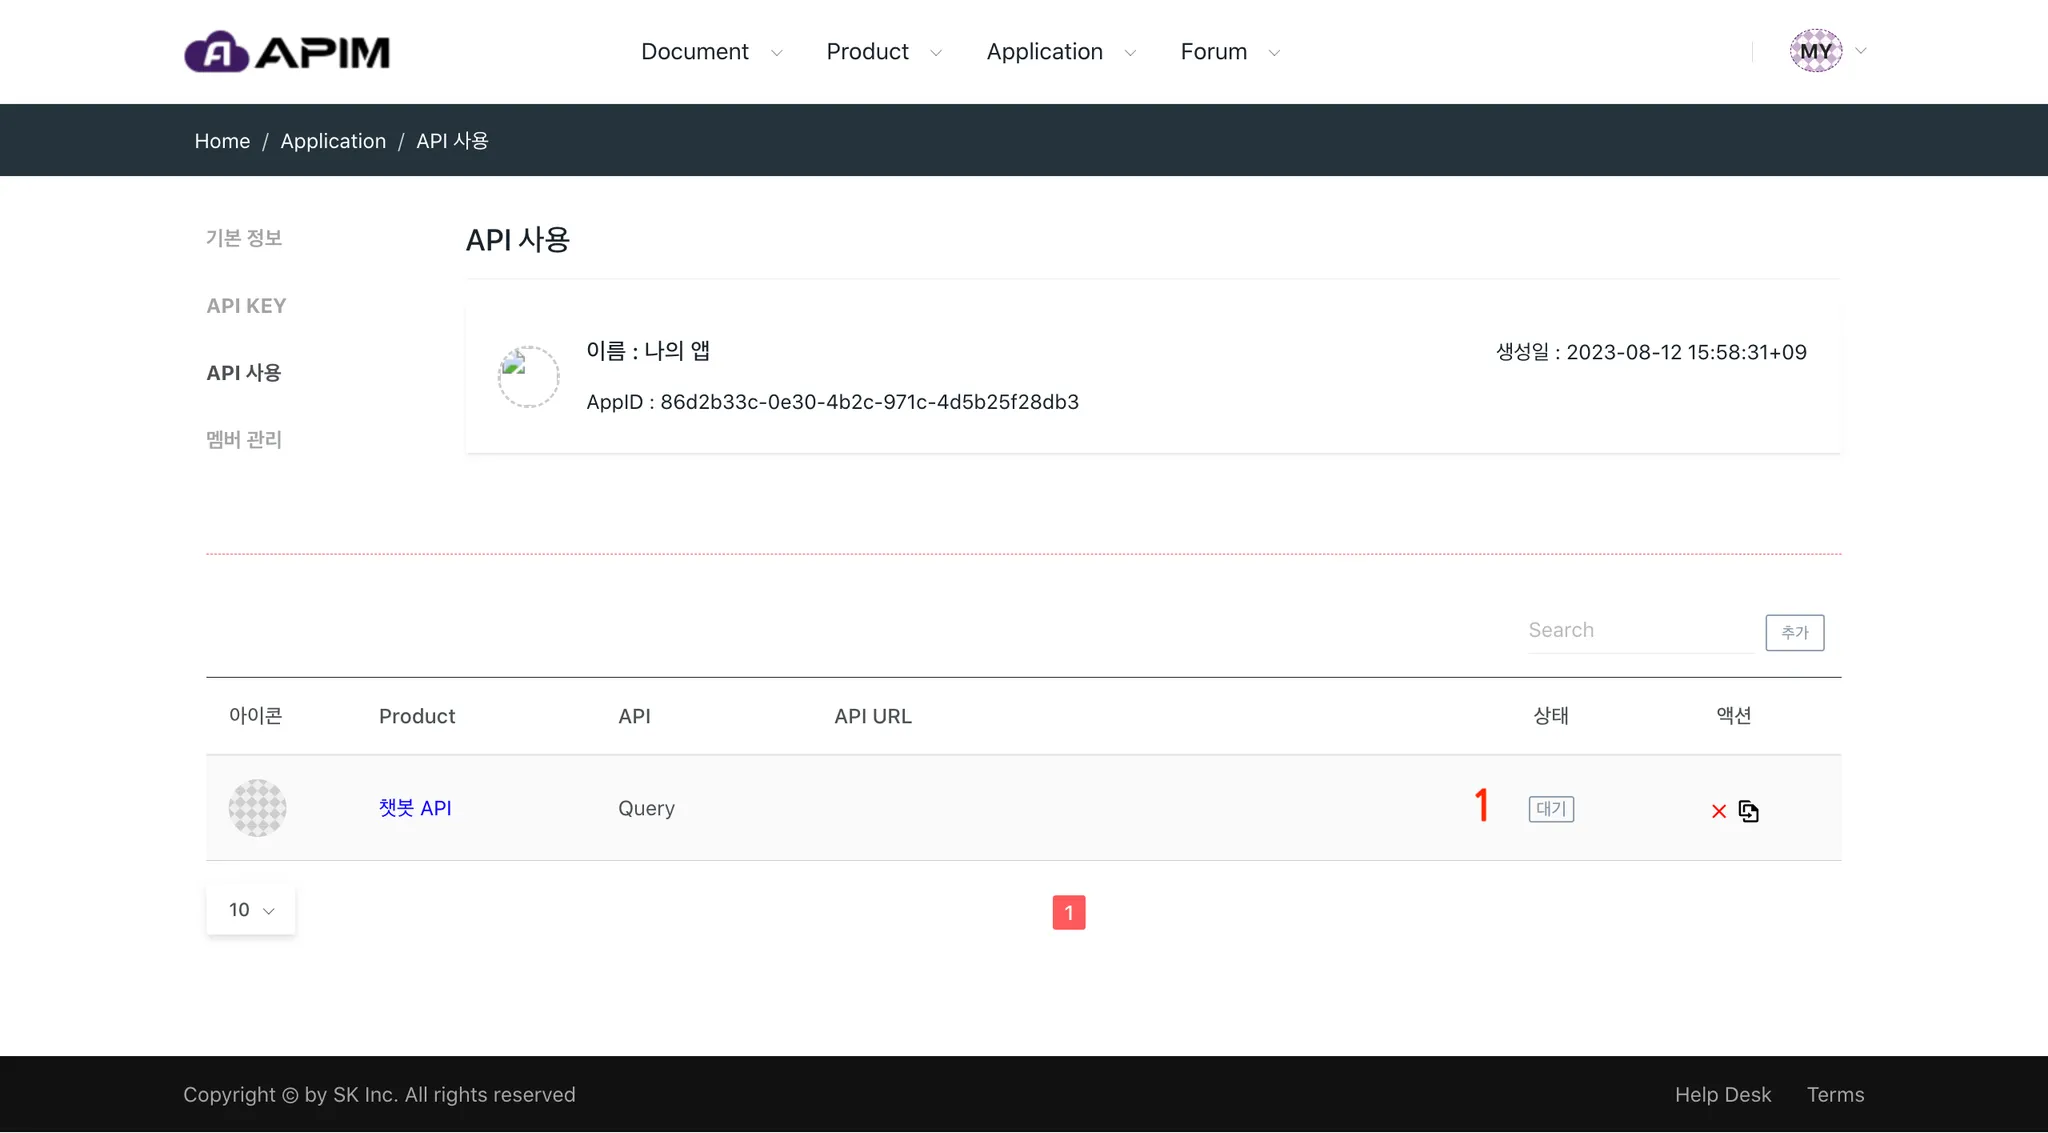 APIM
Document Product Application Forum MY
Home / Application / API 사용
기본 정보
API KEY
API 사용
멤버 관리
API 사용
이름 : 나의 앱
생성일 : 2023-08-12 15:58:31+09
AppID : 86d2b33c-0e30-4b2c-971c-4d5b25f28db3
Search 추가
아이콘 Product API API URL 상태 액션
챗봇 API Query 1 대기
10 1
Copyright © by SK Inc. All rights reserved Help Desk Terms